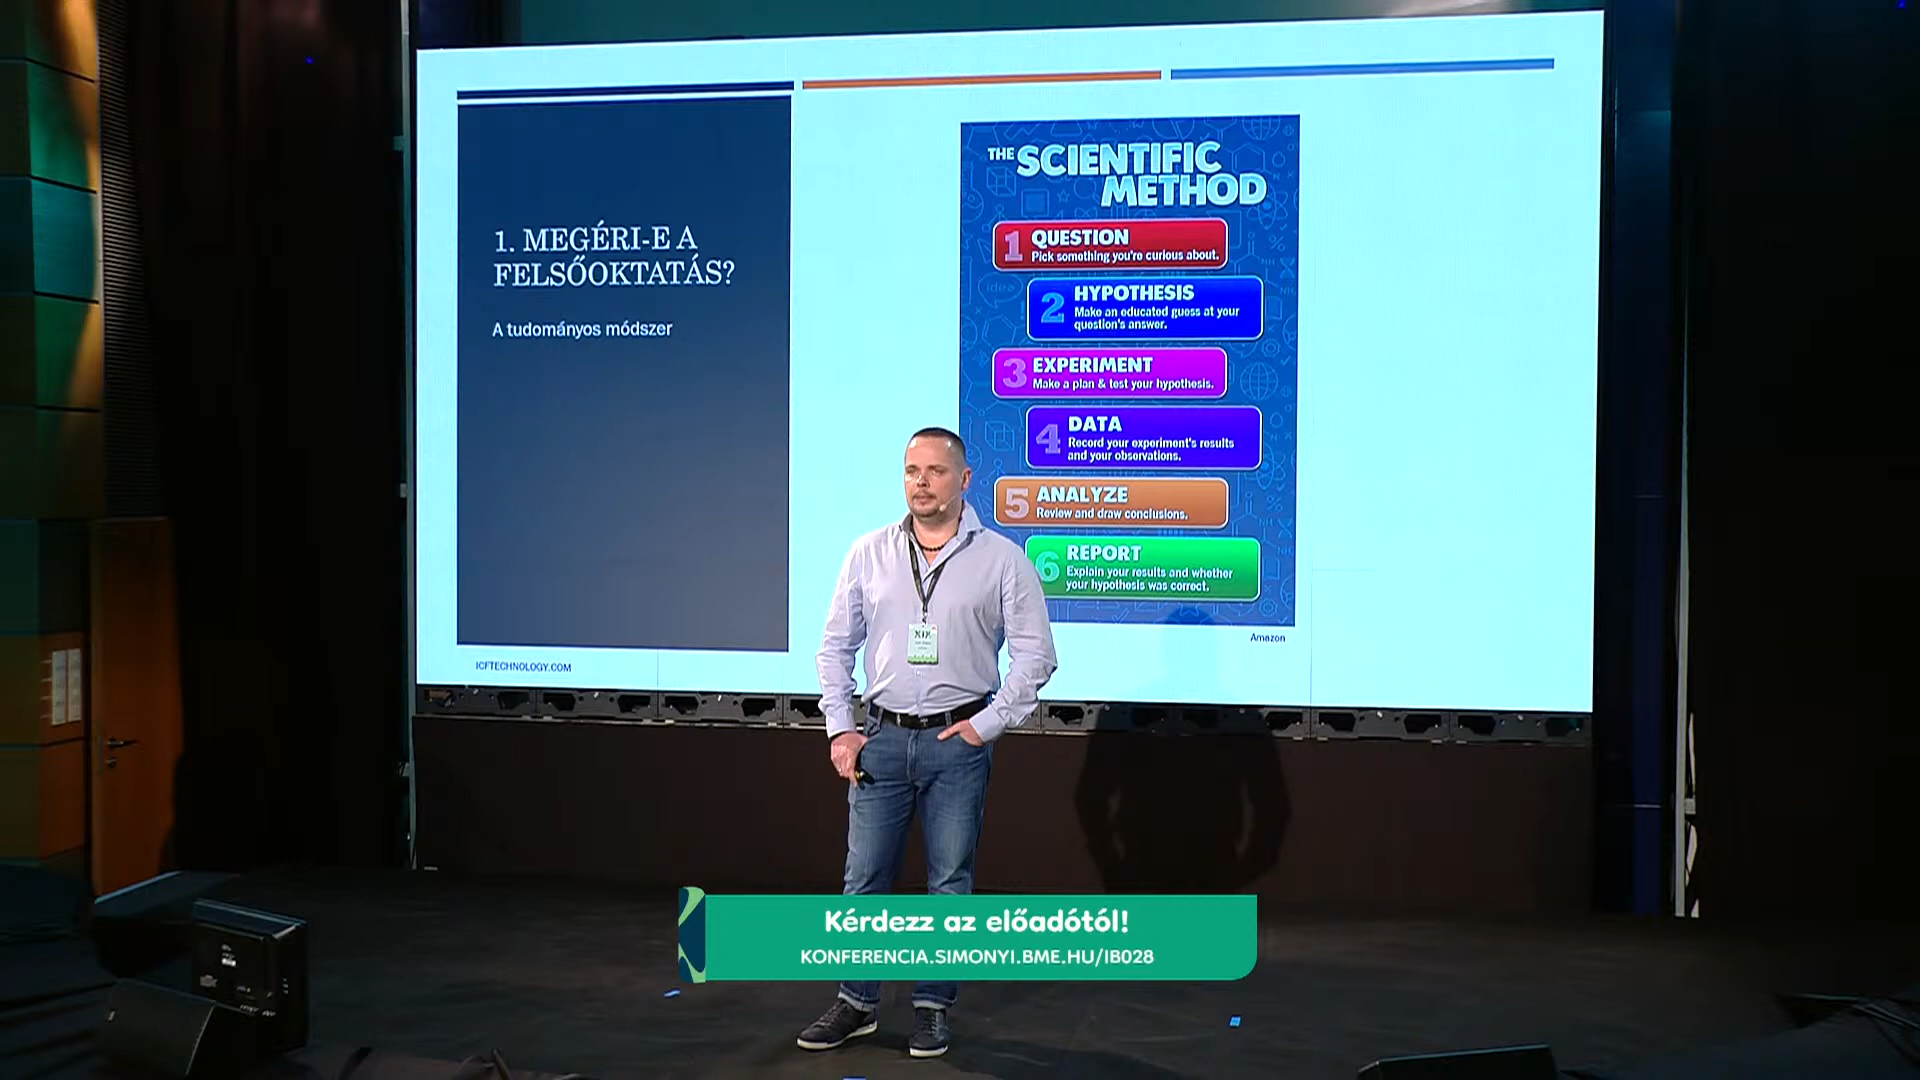 1. MEGÉRI-E A
FELSŐOKTATÁS?
A tudományos módszer
ICFTECHNOLOGY.COM
THE SCIENTIFIC
METHOD
1 QUESTION
Pick something you're curious about.
2 HYPOTHESIS
Make an educated guess at your
question's answer.
3 EXPERIMENT
Make a plan & test your hypothesis.
4 DATA
Record your experiment's results
and your observations.
5 ANALYZE
Review and draw conclusions.
6 REPORT
Explain your results and whether
your hypothesis was correct.
Amazon
XIX
Kérdezz az előadótól!
KONFERENCIA.SIMONYI.BME.HU/IB028